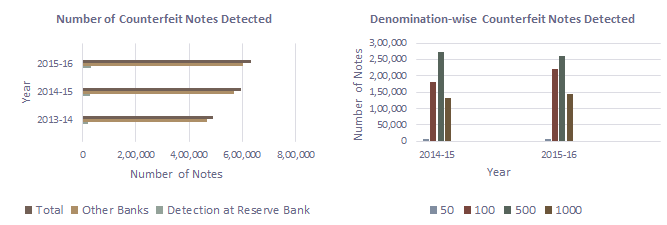 Number of Counterfeit Notes Detected
Year
2015-16
2014-15
2013-14
0 2,00,000 4,00,000 6,00,000 8,00,000
Number of Notes
Total Other Banks Detection at Reserve Bank
Denomination-wise Counterfeit Notes Detected
Number of Notes
3,00,000
2,50,000
2,00,000
1,50,000
1,00,000
50,000
0
2014-15 2015-16
Year
50 100 500 1000